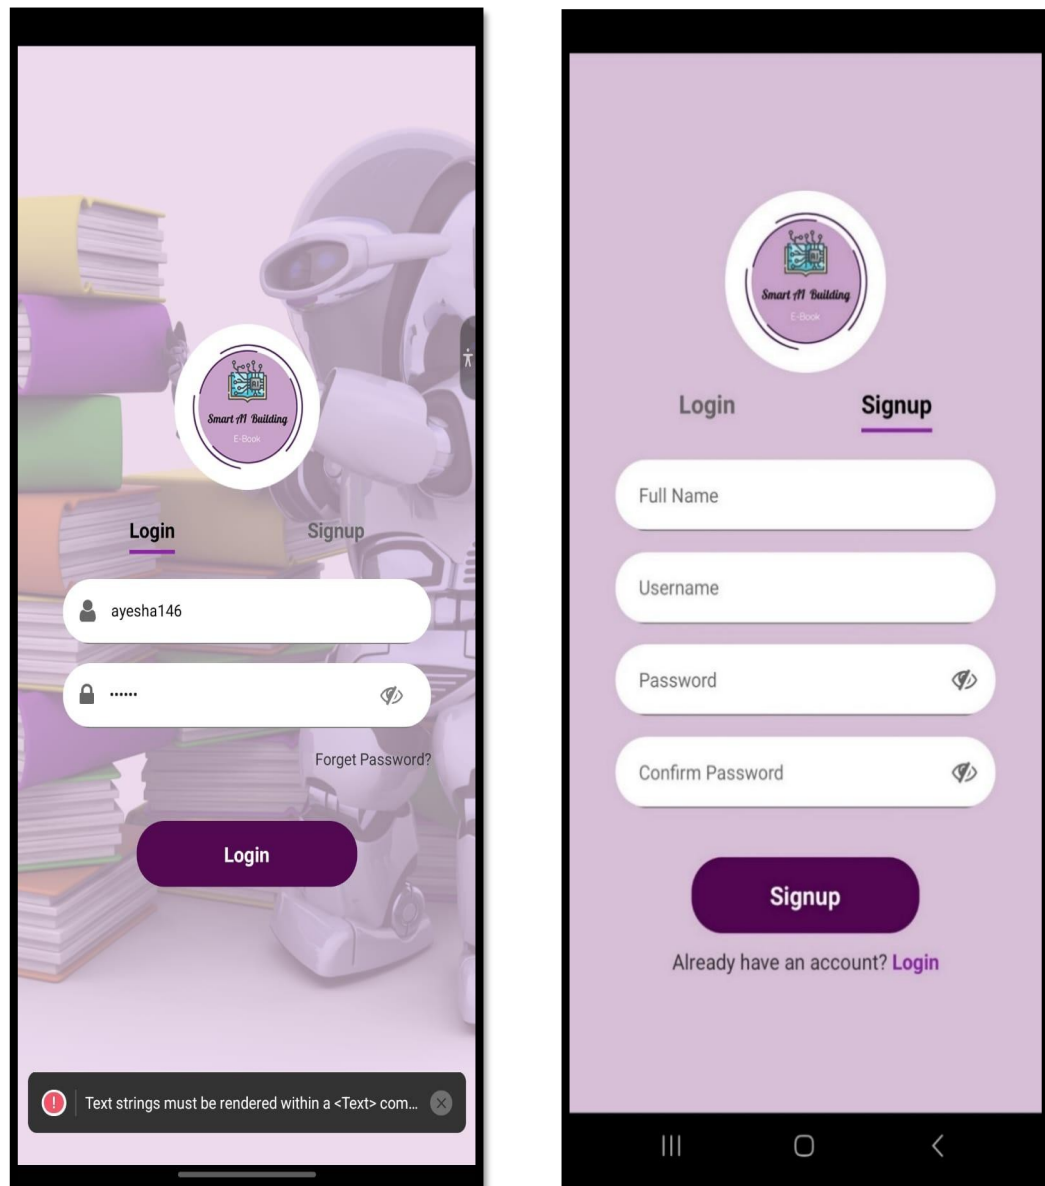 Smart AI Building
E-Book
Login Signup
ayesha146
••••••
Forget Password?
Login
Text strings must be rendered within a <Text> com...
Smart AI Building
E-Book
Login Signup
Full Name
Username
Password
Confirm Password
Signup
Already have an account? Login